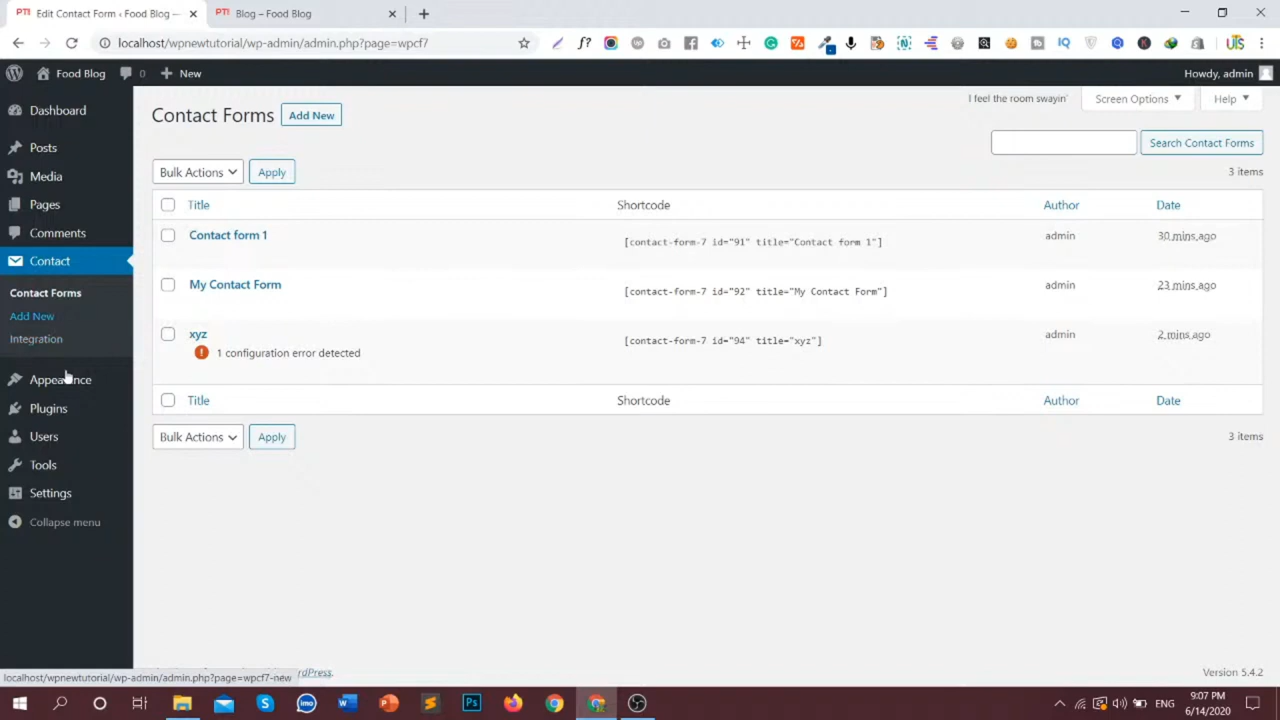 PT! Edit Contact Form ‹ Food Blog —
PT! Blog – Food Blog
localhost/wpnewtutorial/wp-admin/admin.php?page=wpcf7
Food Blog 0 New
Howdy, admin
Dashboard
Posts
Media
Pages
Comments
Contact
Contact Forms
Add New
Integration
Appearance
Plugins
Users
Tools
Settings
Collapse menu
Contact Forms Add New
I feel the room swayin'
Screen Options
Help
Search Contact Forms
Bulk Actions Apply
3 items
Title Shortcode Author Date
Contact form 1 [contact-form-7 id="91" title="Contact form 1"] admin 30 mins ago
My Contact Form [contact-form-7 id="92" title="My Contact Form"] admin 23 mins ago
xyz [contact-form-7 id="94" title="xyz"] admin 2 mins ago
1 configuration error detected
Title Shortcode Author Date
Bulk Actions Apply
3 items
localhost/wpnewtutorial/wp-admin/admin.php?page=wpcf7-new
rdPress.
Version 5.4.2
ENG
9:07 PM
6/14/2020